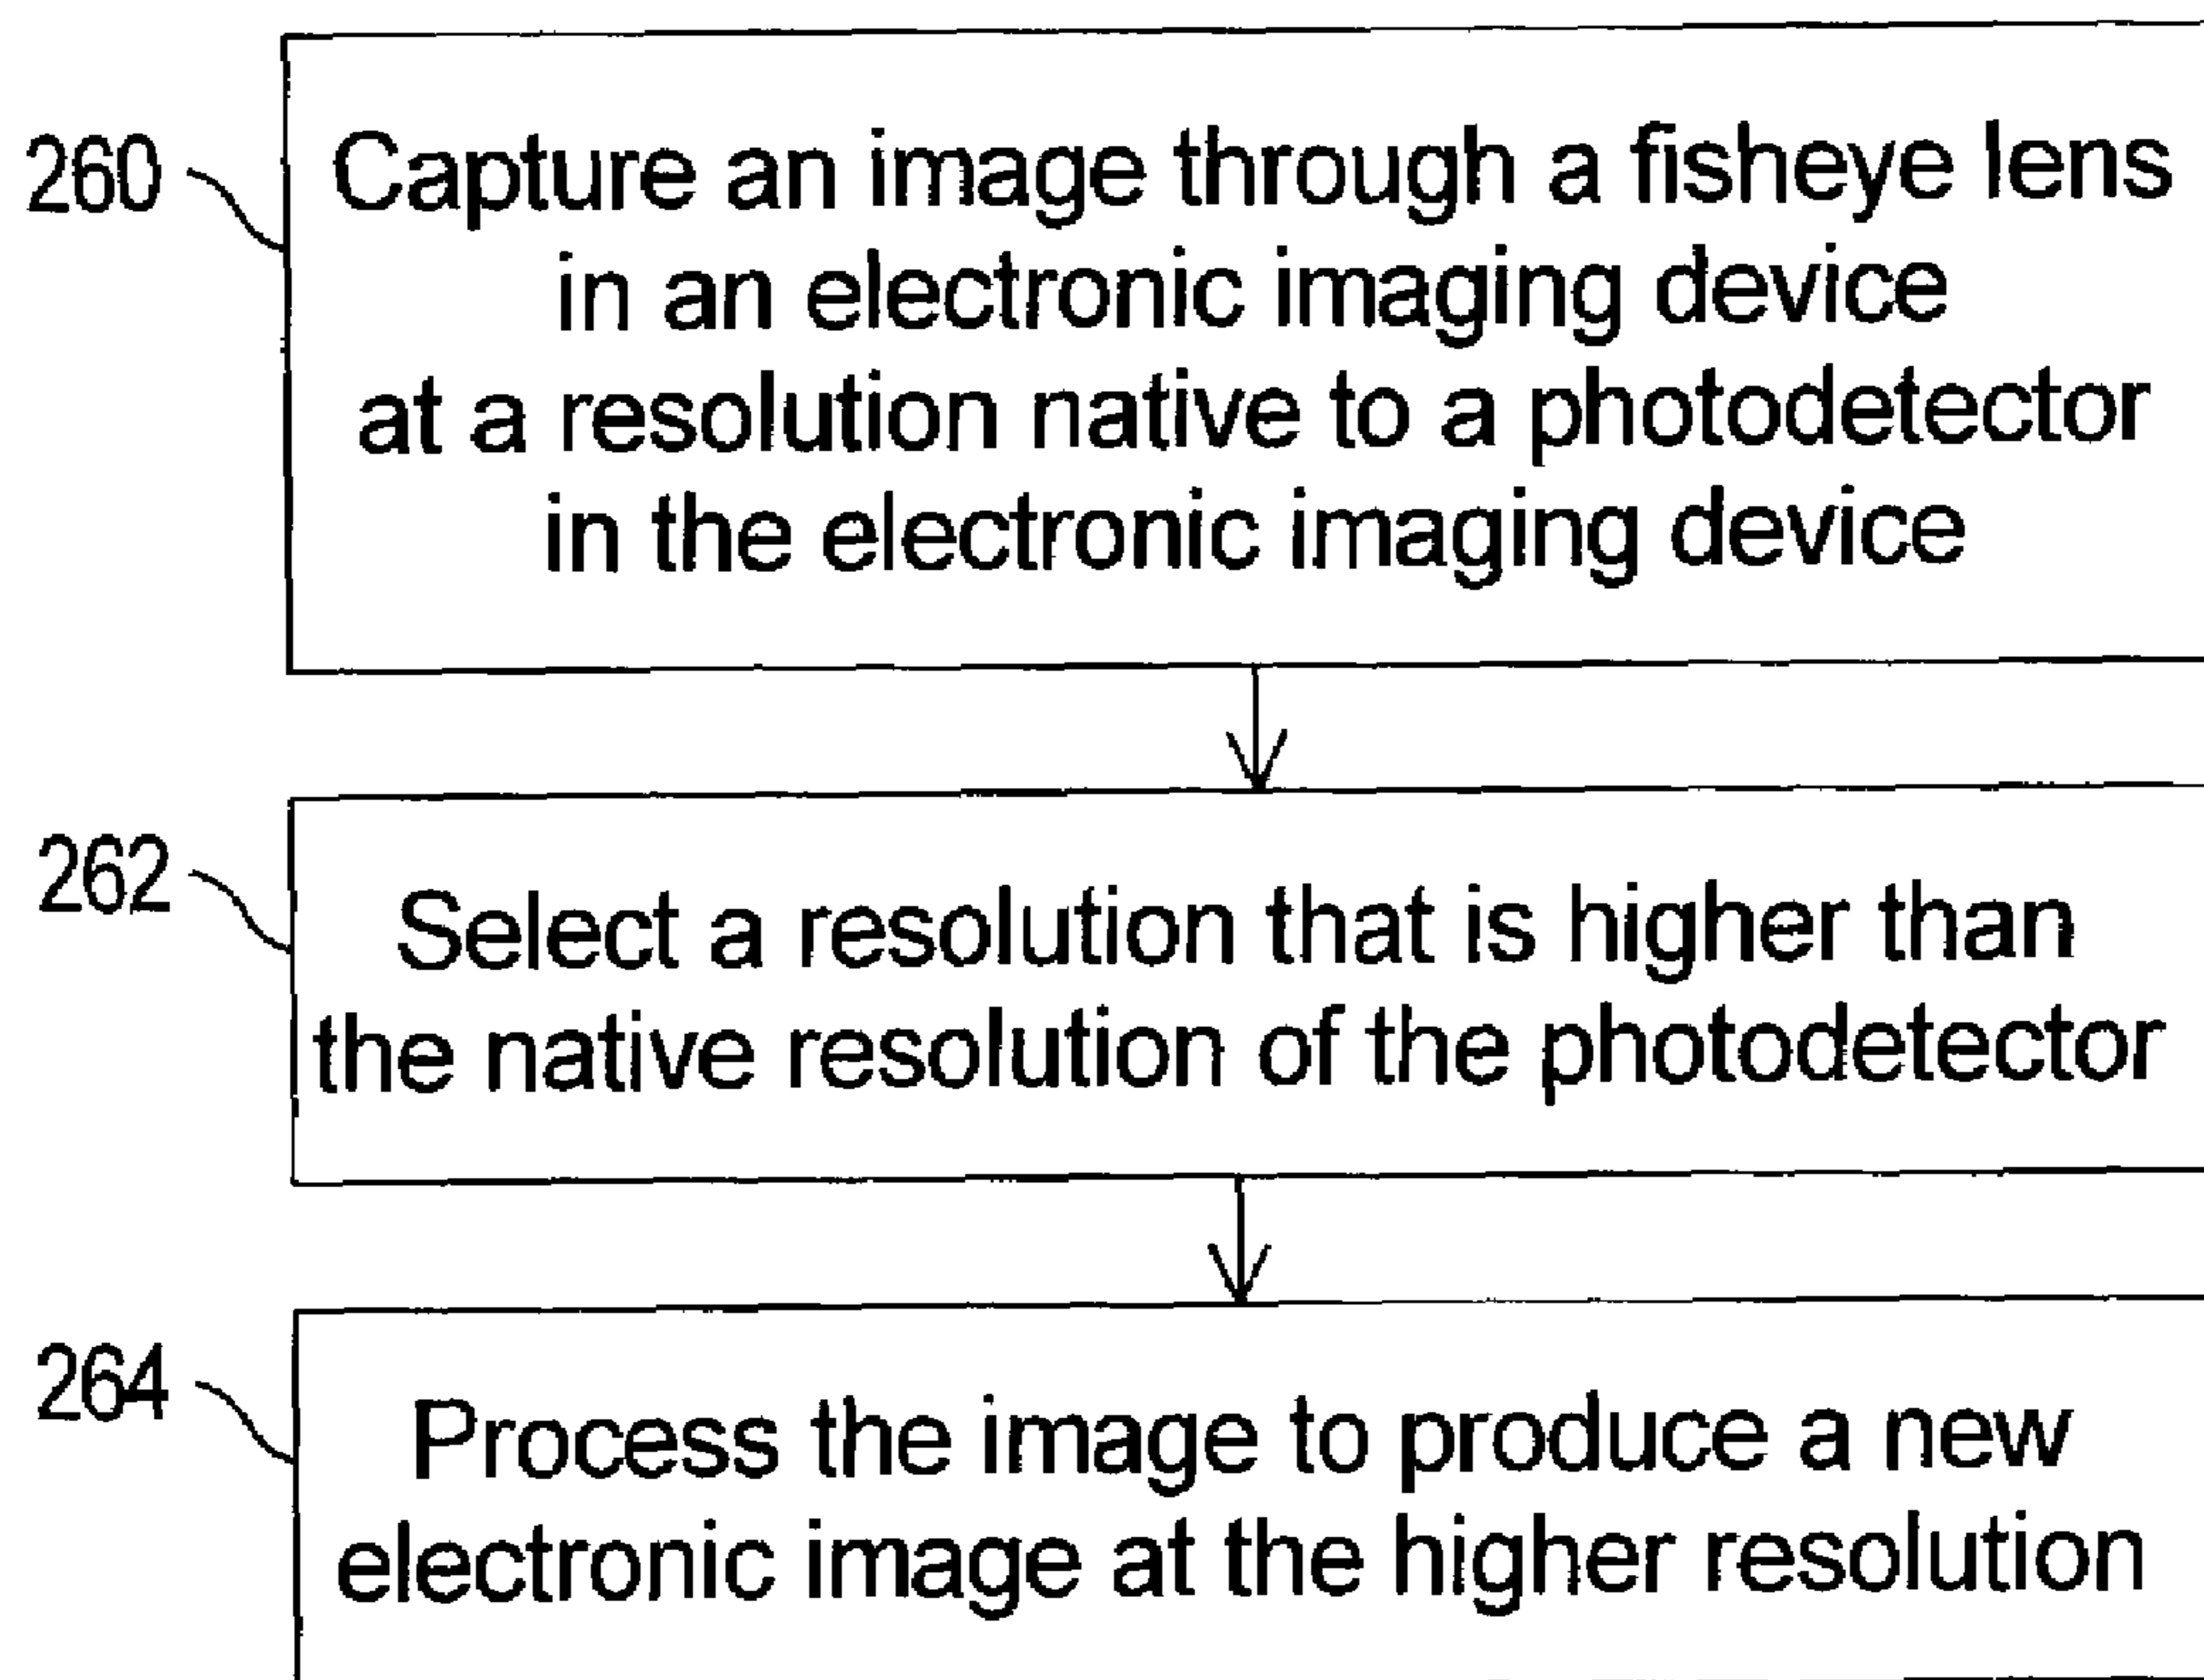 260
Capture an image through a fisheye lens
in an electronic imaging device
at a resolution native to a photodetector
in the electronic imaging device
262
Select a resolution that is higher than
the native resolution of the photodetector
264
Process the image to produce a new
electronic image at the higher resolution